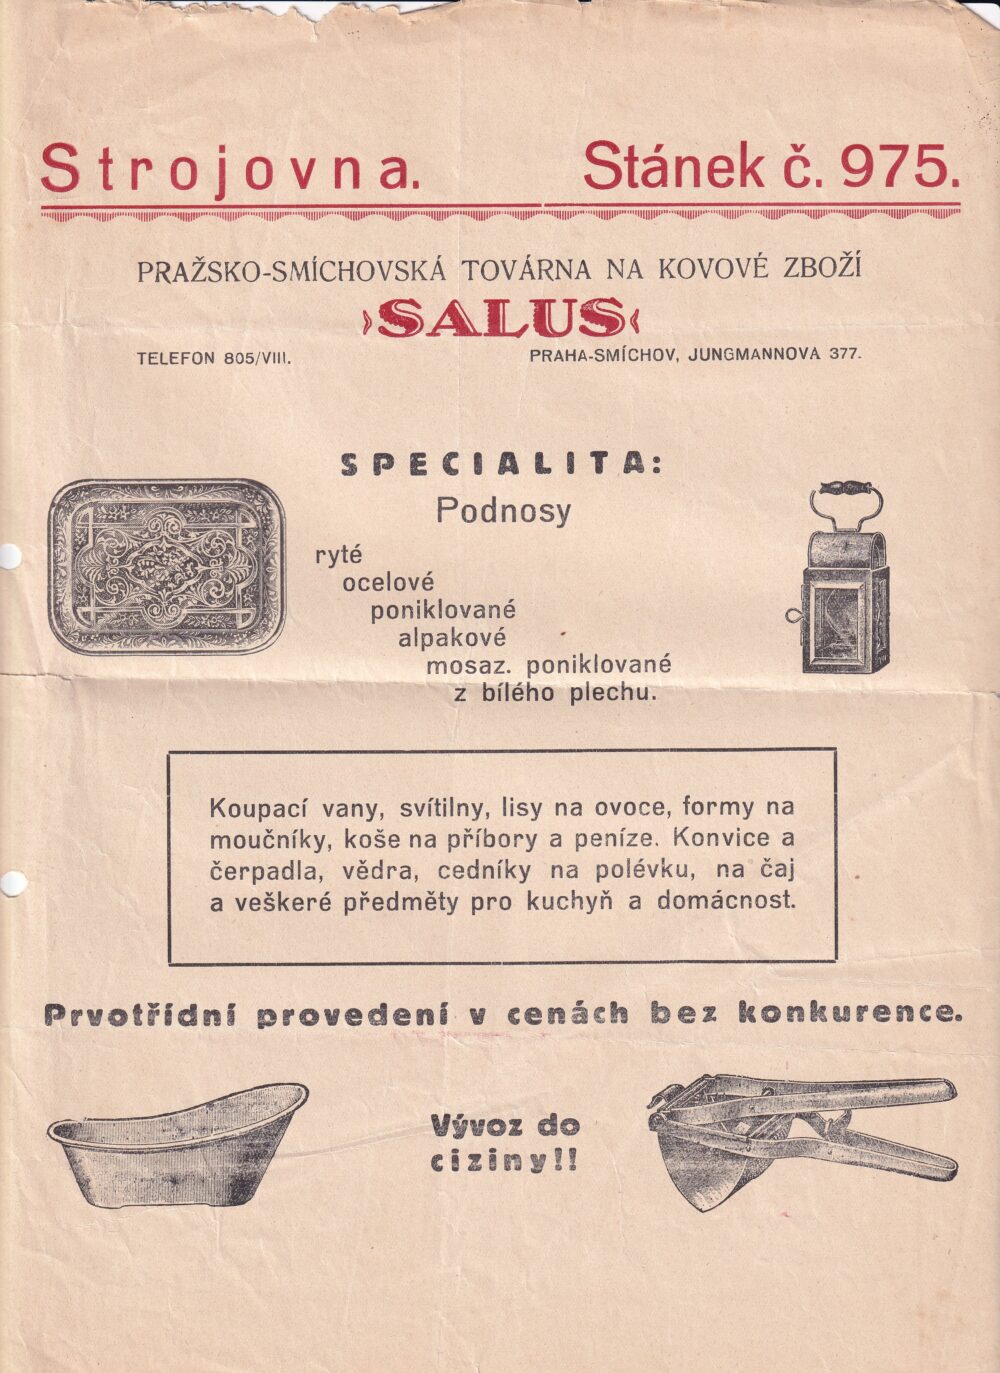 Strojovna. Stánek č. 975.
PRAŽSKO-SMÍCHOVSKÁ TOVÁRNA NA KOVOVÉ ZBOŽÍ
›SALUS‹
TELEFON 805/VIII. PRAHA-SMÍCHOV, JUNGMANNOVA 377.
SPECIALITA:
Podnosy
ryté
ocelové
poniklované
alpakové
mosaz. poniklované
z bílého plechu.
Koupací vany, svítilny, lisy na ovoce, formy na
moučníky, koše na příbory a peníze. Konvice a
čerpadla, vědra, cedníky na polévku, na čaj
a veškeré předměty pro kuchyň a domácnost.
Prvotřídní provedení v cenách bez konkurence.
Vývoz do
ciziny!!